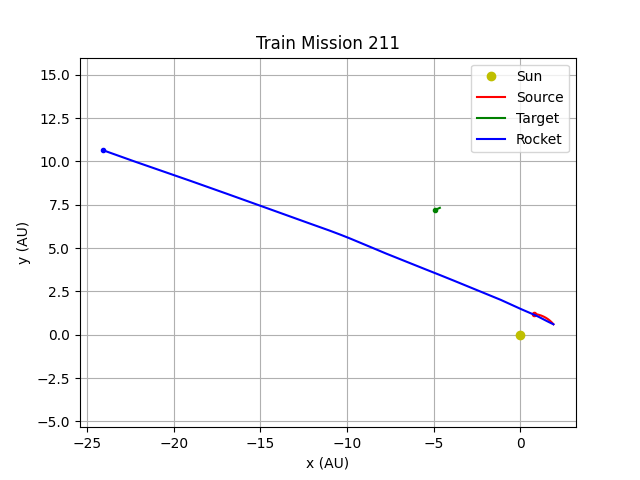 Train Mission 211
15.0
12.5
10.0
7.5
5.0
2.5
0.0
−2.5
−5.0
y (AU)
Sun
Source
Target
Rocket
−25
−20
−15
−10
−5
0
x (AU)